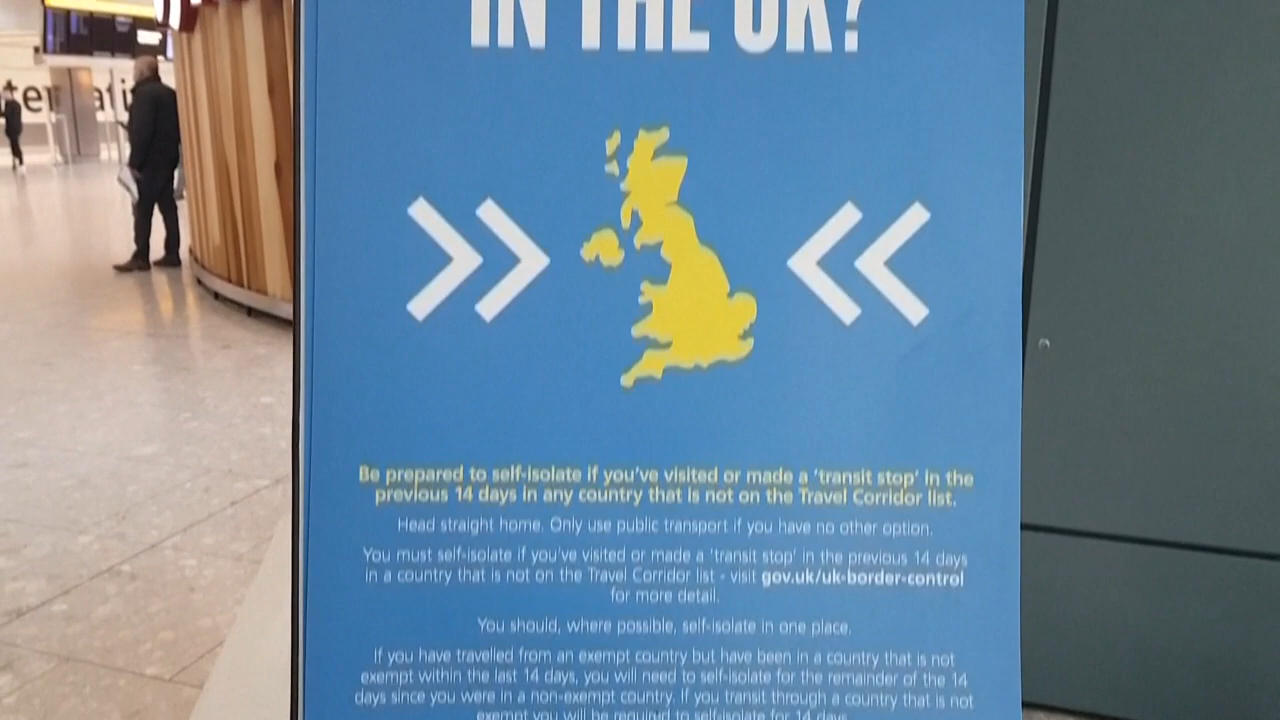 IN THE UK?
Be prepared to self-isolate if you've visited or made a 'transit stop' in the
previous 14 days in any country that is not on the Travel Corridor list.
Head straight home. Only use public transport if you have no other option.
You must self-isolate if you've visited or made a 'transit stop' in the previous 14 days
in a country that is not on the Travel Corridor list - visit gov.uk/uk-border-control
for more detail.
You should, where possible, self-isolate in one place.
If you have travelled from an exempt country but have been in a country that is not
exempt within the last 14 days, you will need to self-isolate for the remainder of the 14
days since you were in a non-exempt country. If you transit through a country that is not
exempt you will be required to self-isolate for 14 days